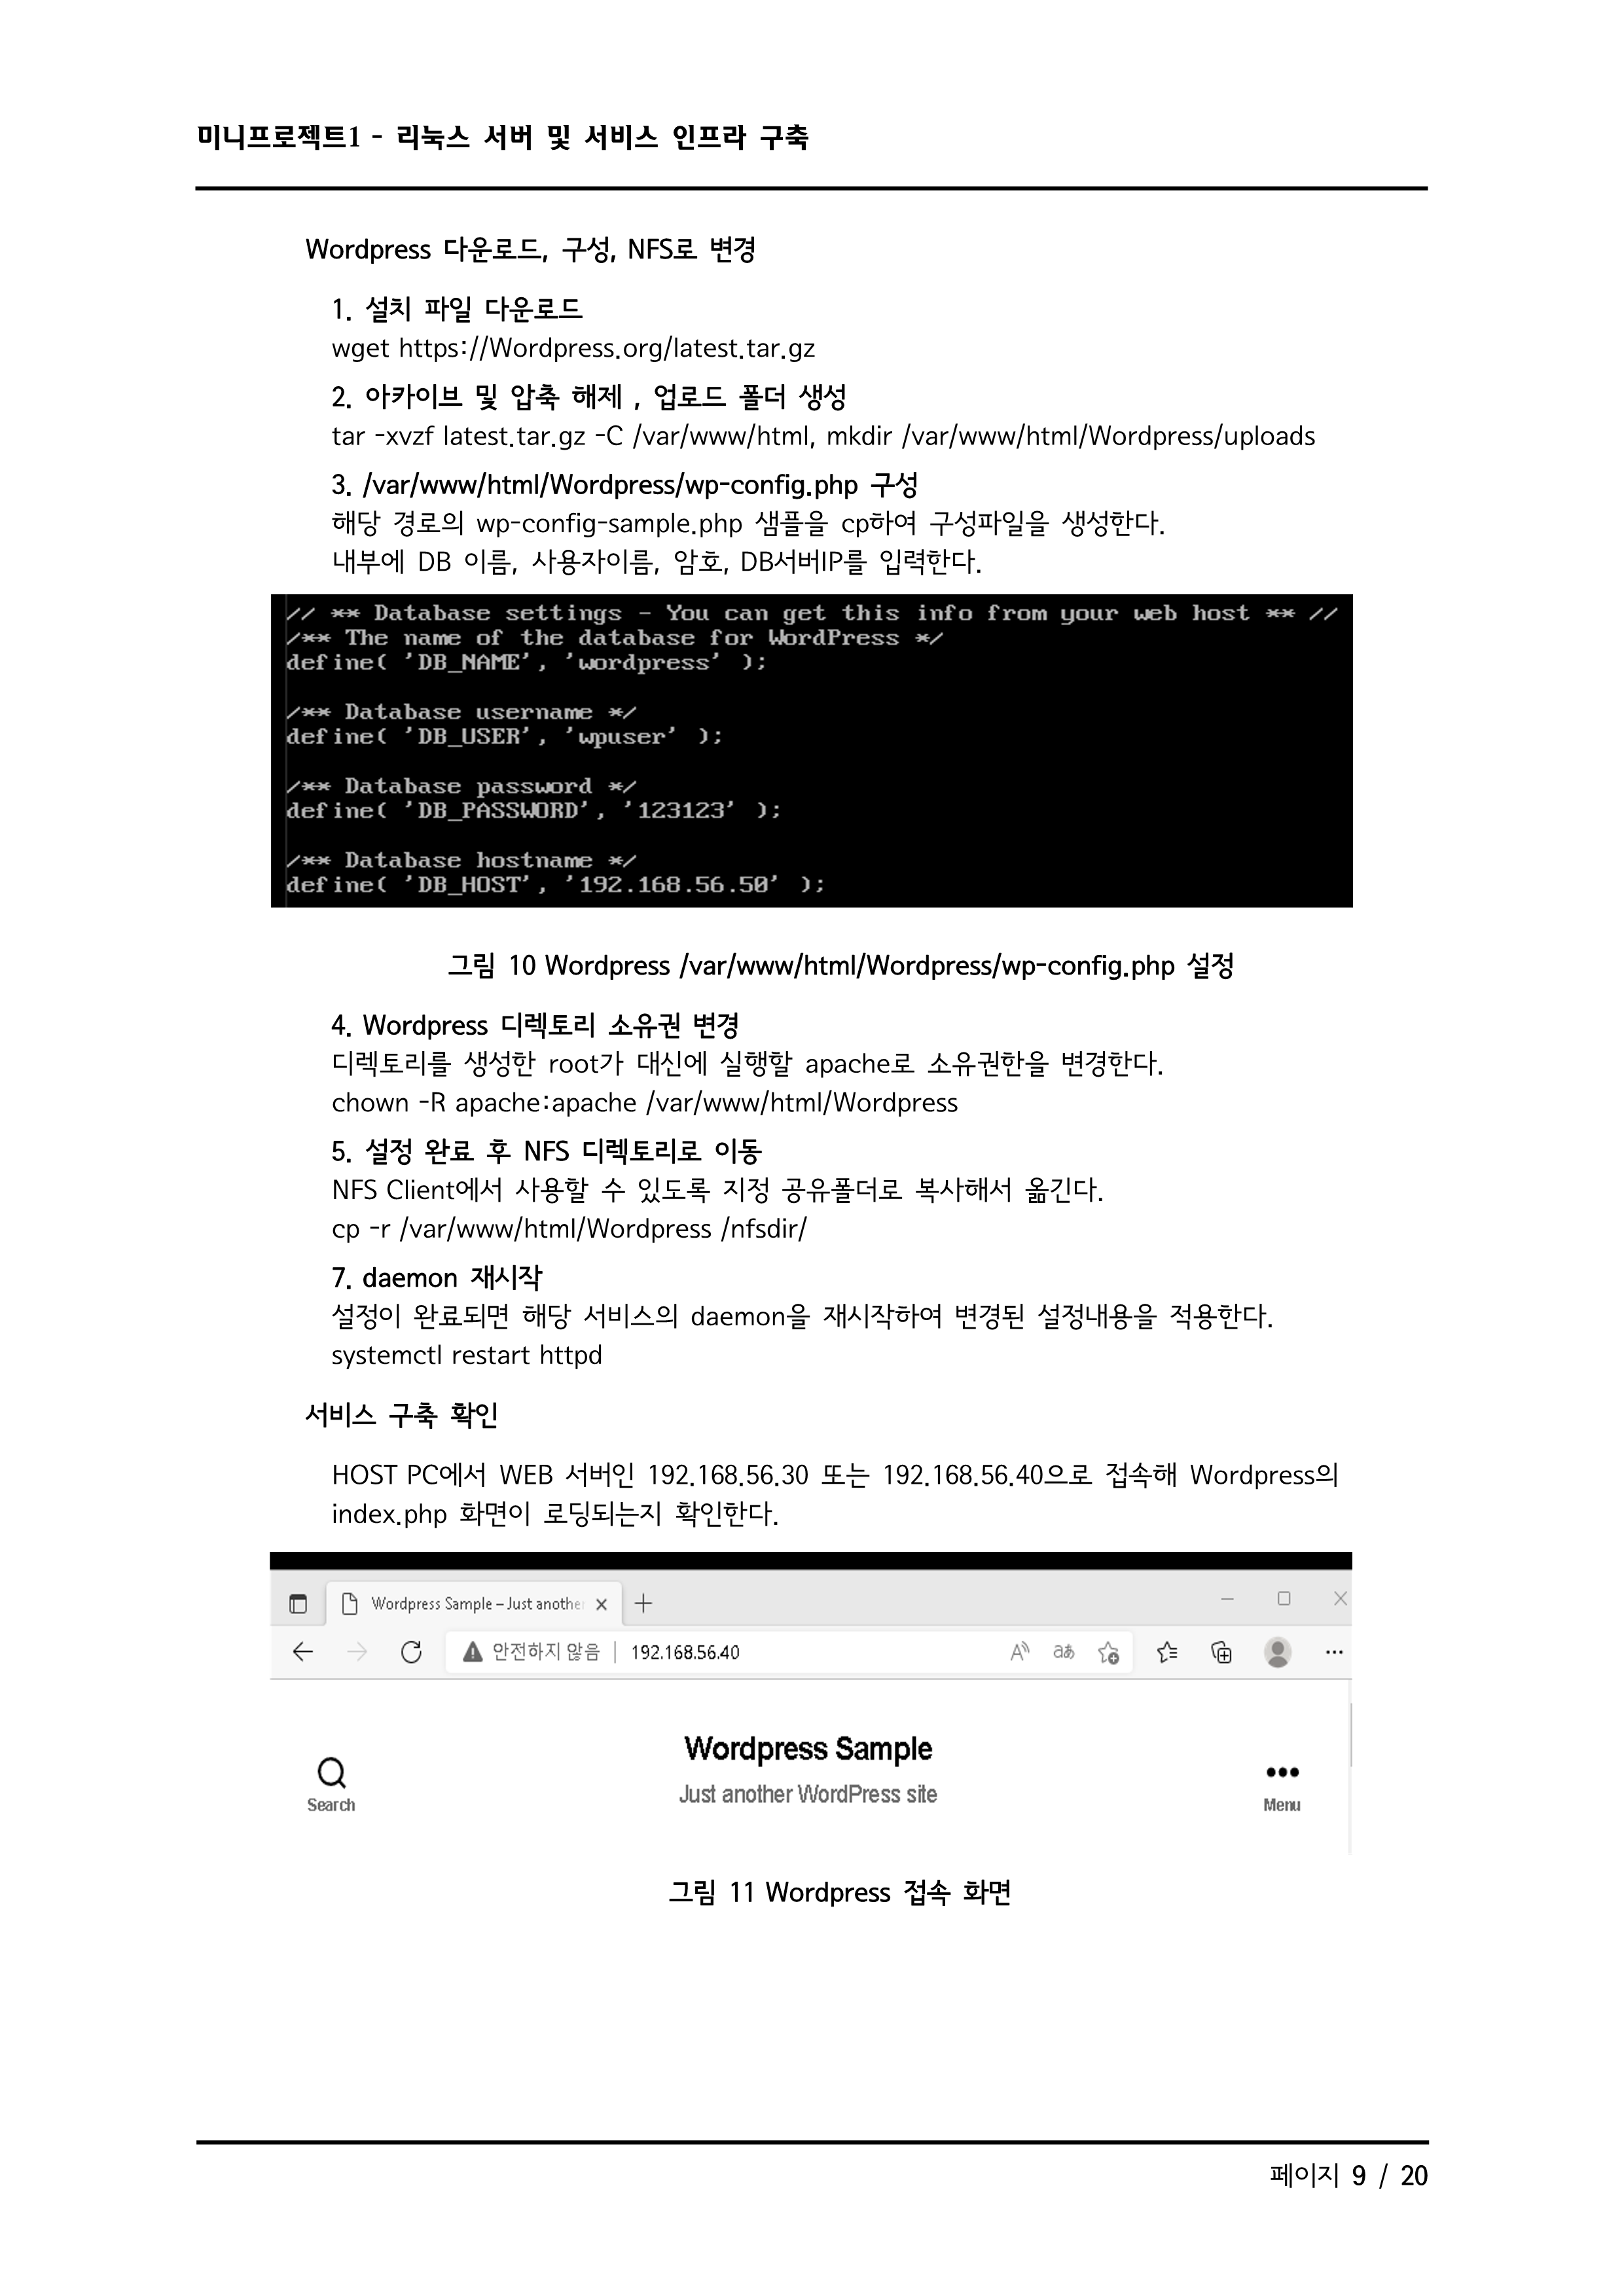 미니프로젝트1 - 리눅스 서버 및 서비스 인프라 구축
Wordpress 다운로드, 구성, NFS로 변경
1. 설치 파일 다운로드
wget https://Wordpress.org/latest.tar.gz
2. 아카이브 및 압축 해제 , 업로드 폴더 생성
tar -xvzf latest.tar.gz -C /var/www/html, mkdir /var/www/html/Wordpress/uploads
3. /var/www/html/Wordpress/wp-config.php 구성
해당 경로의 wp-config-sample.php 샘플을 cp하여 구성파일을 생성한다.
내부에 DB 이름, 사용자이름, 암호, DB서버IP를 입력한다.
// ** Database settings - You can get this info from your web host ** //
/** The name of the database for WordPress */
define( 'DB_NAME', 'wordpress' );
/** Database username */
define( 'DB_USER', 'wpuser' );
/** Database password */
define( 'DB_PASSWORD', '123123' );
/** Database hostname */
define( 'DB_HOST', '192.168.56.50' );
그림 10 Wordpress /var/www/html/Wordpress/wp-config.php 설정
4. Wordpress 디렉토리 소유권 변경
디렉토리를 생성한 root가 대신에 실행할 apache로 소유권한을 변경한다.
chown -R apache:apache /var/www/html/Wordpress
5. 설정 완료 후 NFS 디렉토리로 이동
NFS Client에서 사용할 수 있도록 지정 공유폴더로 복사해서 옮긴다.
cp -r /var/www/html/Wordpress /nfsdir/
7. daemon 재시작
설정이 완료되면 해당 서비스의 daemon을 재시작하여 변경된 설정내용을 적용한다.
systemctl restart httpd
서비스 구축 확인
HOST PC에서 WEB 서버인 192.168.56.30 또는 192.168.56.40으로 접속해 Wordpress의
index.php 화면이 로딩되는지 확인한다.
Wordpress Sample – Just another
안전하지 않음 192.168.56.40 A aあ
Wordpress Sample
Just another WordPress site
Search
Menu
그림 11 Wordpress 접속 화면
페이지 9 / 20